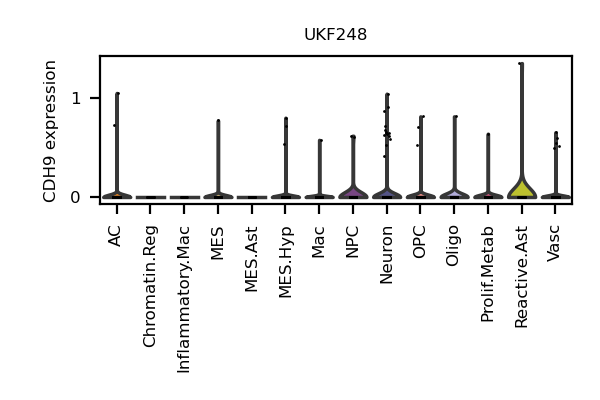 UKF248
CDH9 expression
1
0
AC
Chromatin.Reg
Inflammatory.Mac
MES
MES.Ast
MES.Hyp
Mac
NPC
Neuron
OPC
Oligo
Prolif.Metab
Reactive.Ast
Vasc